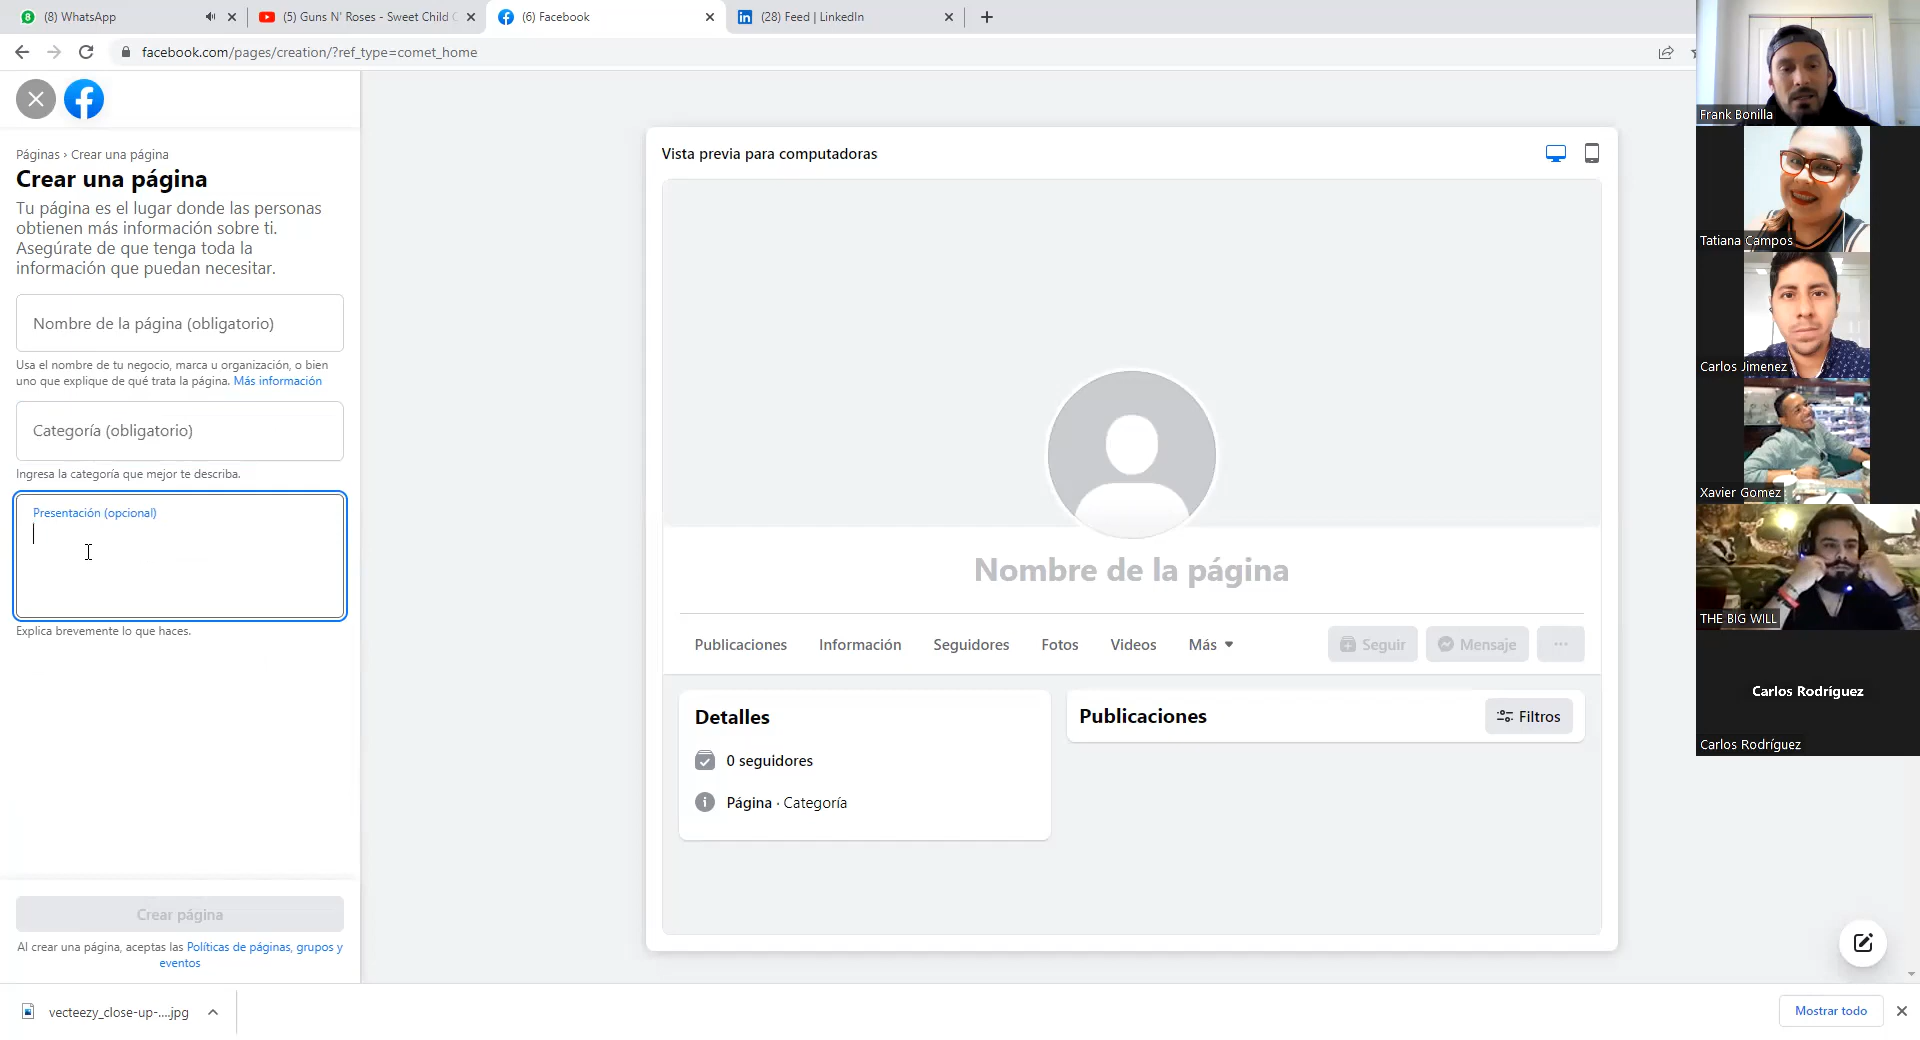 (8) WhatsApp
(5) Guns N' Roses - Sweet Child
(6) Facebook
(28) Feed | LinkedIn
facebook.com/pages/creation/?ref_type=comet_home
Páginas › Crear una página
Crear una página
Tu página es el lugar donde las personas
obtienen más información sobre ti.
Asegúrate de que tenga toda la
información que puedan necesitar.
Nombre de la página (obligatorio)
Usa el nombre de tu negocio, marca u organización, o bien
uno que explique de qué trata la página. Más información
Categoría (obligatorio)
Ingresa la categoría que mejor te describa.
Presentación (opcional)
Explica brevemente lo que haces.
Crear página
Al crear una página, aceptas las Políticas de páginas, grupos y
eventos
Vista previa para computadoras
Nombre de la página
Publicaciones
Información
Seguidores
Fotos
Videos
Más
Seguir
Mensaje
Detalles
0 seguidores
Página · Categoría
Publicaciones
Filtros
Frank Bonilla
Tatiana Campos
Carlos Jimenez
Xavier Gomez
THE BIG WILL
Carlos Rodríguez
Carlos Rodríguez
vecteezy_close-up-....jpg
Mostrar todo